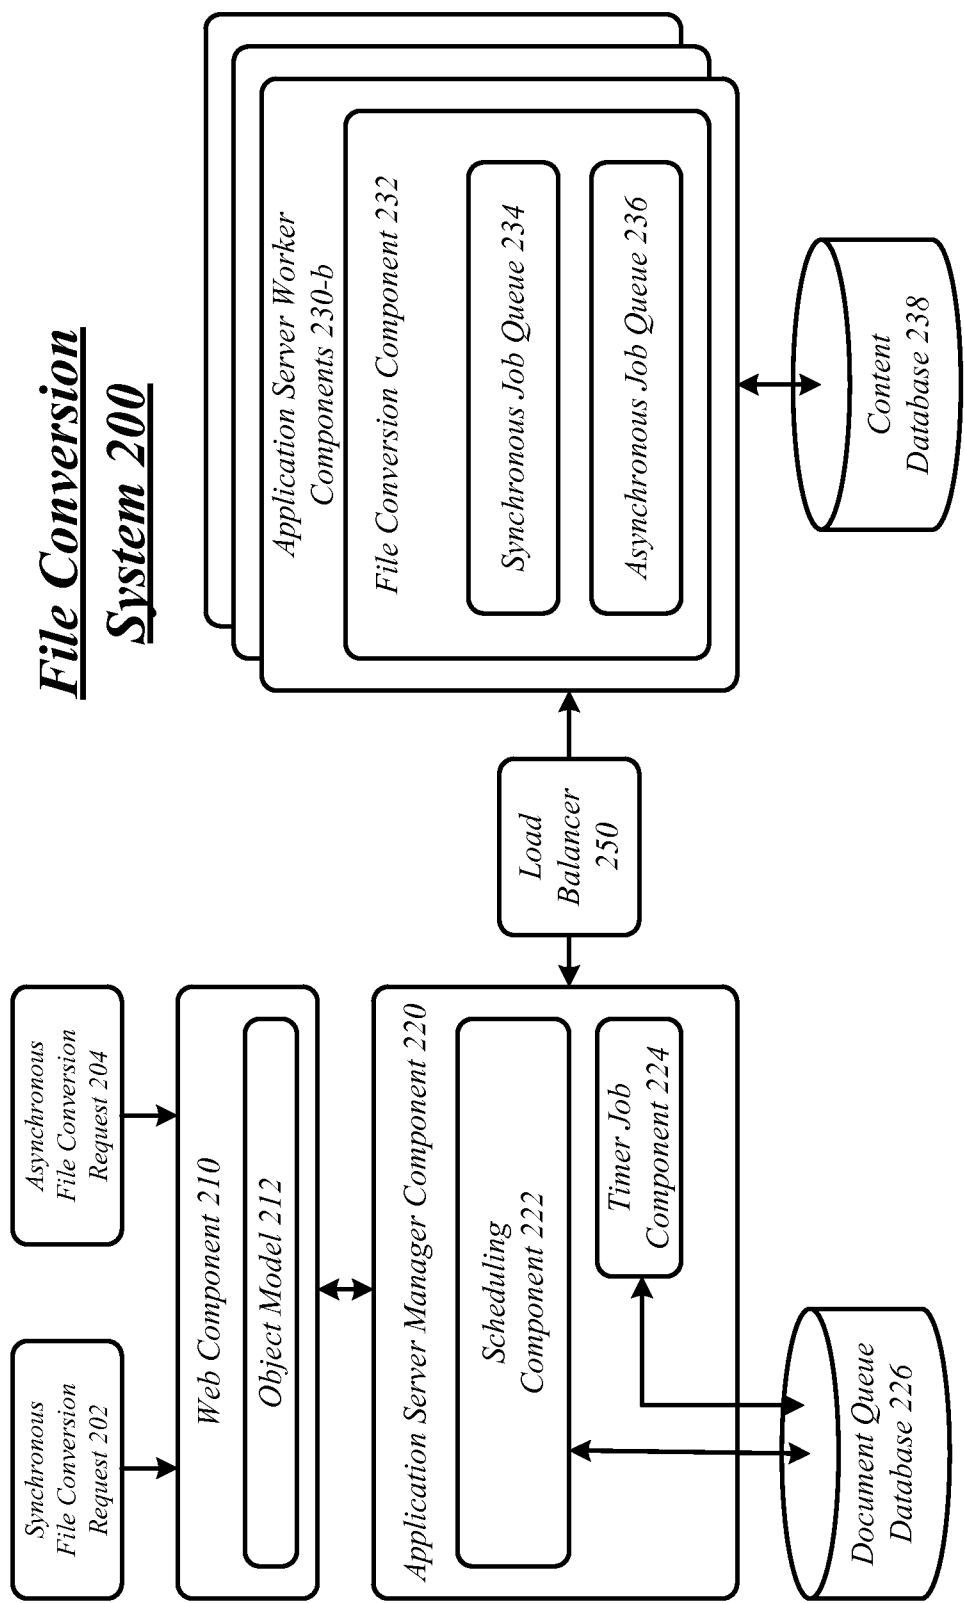 File Conversion
System 200
Synchronous
File Conversion
Request 202
Asynchronous
File Conversion
Request 204
Web Component 210
Object Model 212
Application Server Manager Component 220
Scheduling
Component 222
Timer Job
Component 224
Document Queue
Database 226
Load
Balancer
250
Application Server Worker
Components 230-b
File Conversion Component 232
Synchronous Job Queue 234
Asynchronous Job Queue 236
Content
Database 238